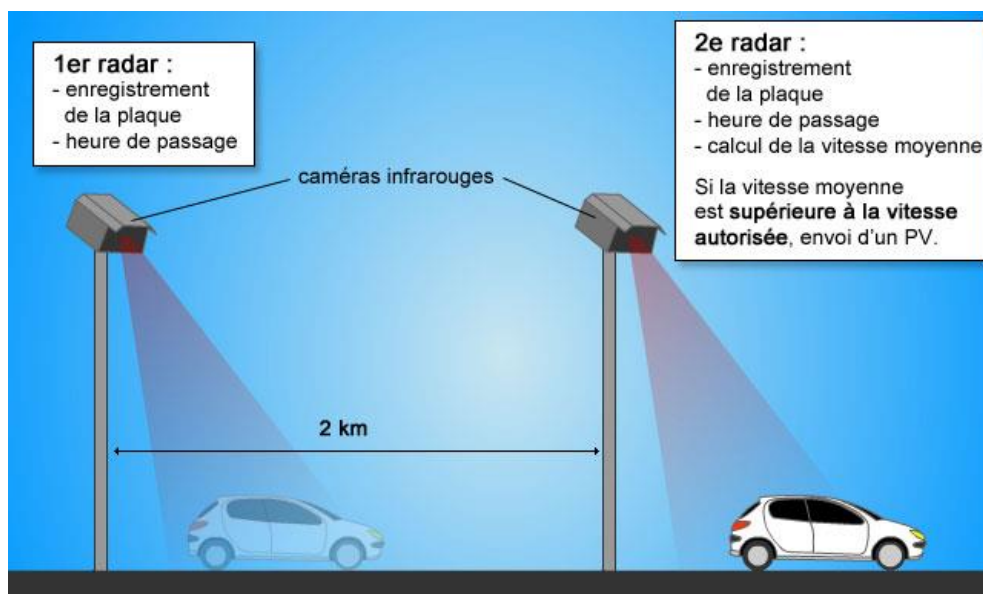 1er radar :
- enregistrement
de la plaque
- heure de passage
2e radar :
- enregistrement
de la plaque
- heure de passage
- calcul de la vitesse moyenne
Si la vitesse moyenne
est supérieure à la vitesse
autorisée, envoi d'un PV.
caméras infrarouges
2 km